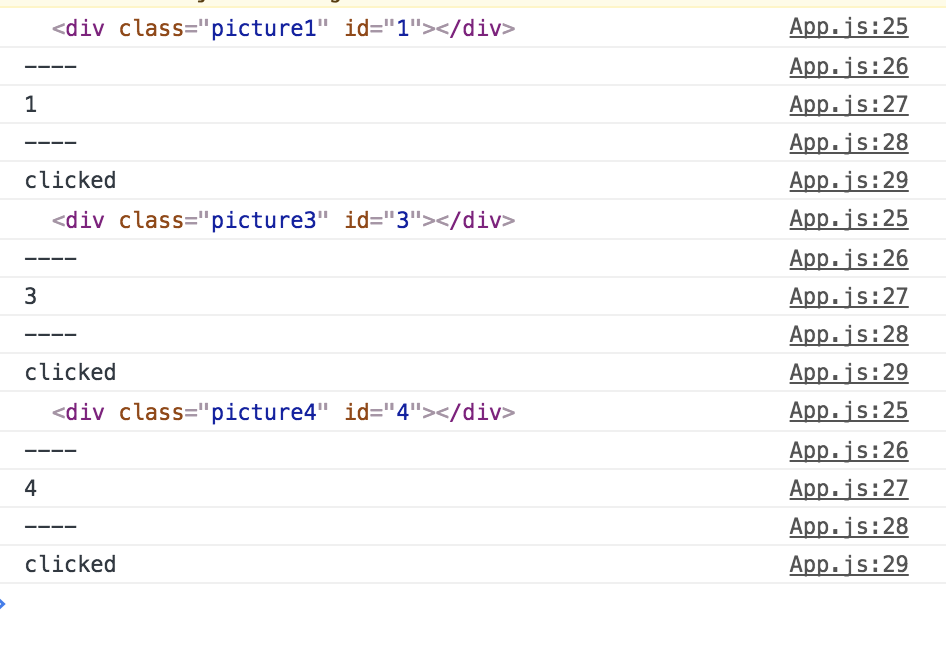 <div class="picture1" id="1"></div> App.js:25
---- App.js:26
1 App.js:27
---- App.js:28
clicked App.js:29
<div class="picture3" id="3"></div> App.js:25
---- App.js:26
3 App.js:27
---- App.js:28
clicked App.js:29
<div class="picture4" id="4"></div> App.js:25
---- App.js:26
4 App.js:27
---- App.js:28
clicked App.js:29